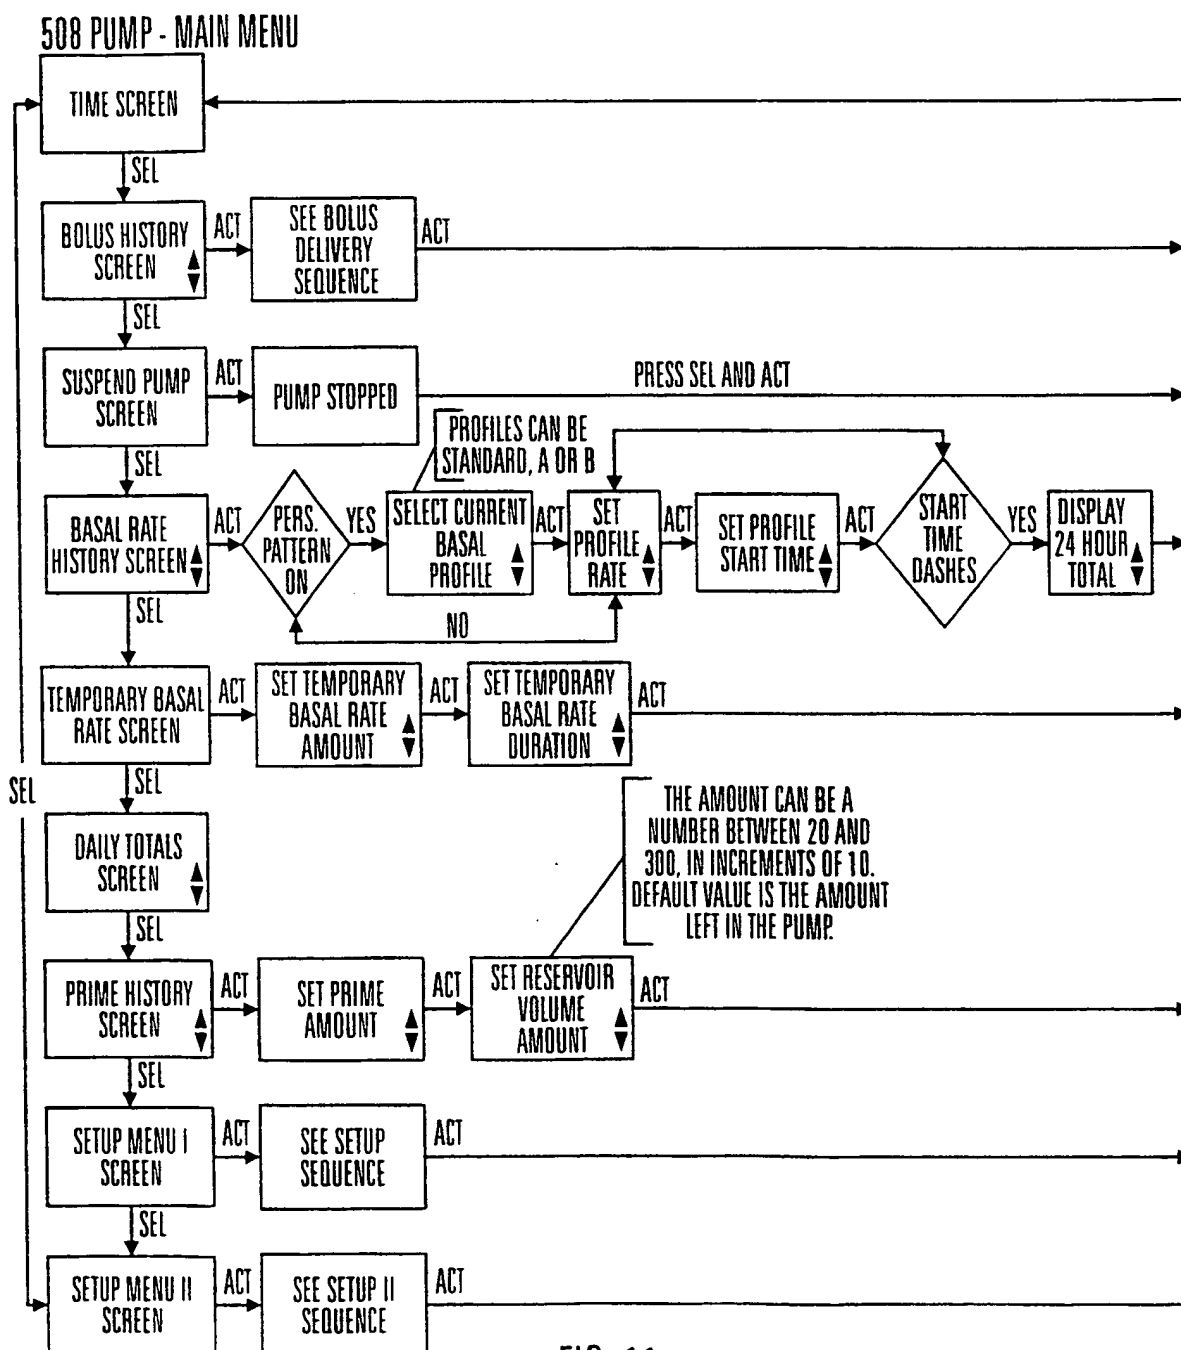 508 PUMP - MAIN MENU
TIME SCREEN
SEL
BOLUS HISTORY
SCREEN
ACT
SEE BOLUS
DELIVERY
SEQUENCE
ACT
SEL
SUSPEND PUMP
SCREEN
ACT
PUMP STOPPED
PRESS SEL AND ACT
SEL
PROFILES CAN BE
STANDARD, A OR B
BASAL RATE
HISTORY SCREEN
ACT
PERS.
PATTERN
ON
YES
SELECT CURRENT
BASAL
PROFILE
ACT
SET
PROFILE
RATE
ACT
SET PROFILE
START TIME
ACT
START
TIME
DASHES
YES
DISPLAY
24 HOUR
TOTAL
NO
SEL
TEMPORARY BASAL
RATE SCREEN
ACT
SET TEMPORARY
BASAL RATE
AMOUNT
ACT
SET TEMPORARY
BASAL RATE
DURATION
ACT
SEL
SEL
DAILY TOTALS
SCREEN
THE AMOUNT CAN BE A
NUMBER BETWEEN 20 AND
300, IN INCREMENTS OF 10.
DEFAULT VALUE IS THE AMOUNT
LEFT IN THE PUMP.
SEL
PRIME HISTORY
SCREEN
ACT
SET PRIME
AMOUNT
ACT
SET RESERVOIR
VOLUME
AMOUNT
ACT
SEL
SETUP MENU I
SCREEN
ACT
SEE SETUP
SEQUENCE
ACT
SEL
SETUP MENU II
SCREEN
ACT
SEE SETUP II
SEQUENCE
ACT